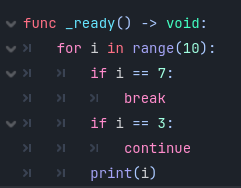 func _ready() -> void:
    for i in range(10):
        if i == 7:
            break
        if i == 3:
            continue
        print(i)